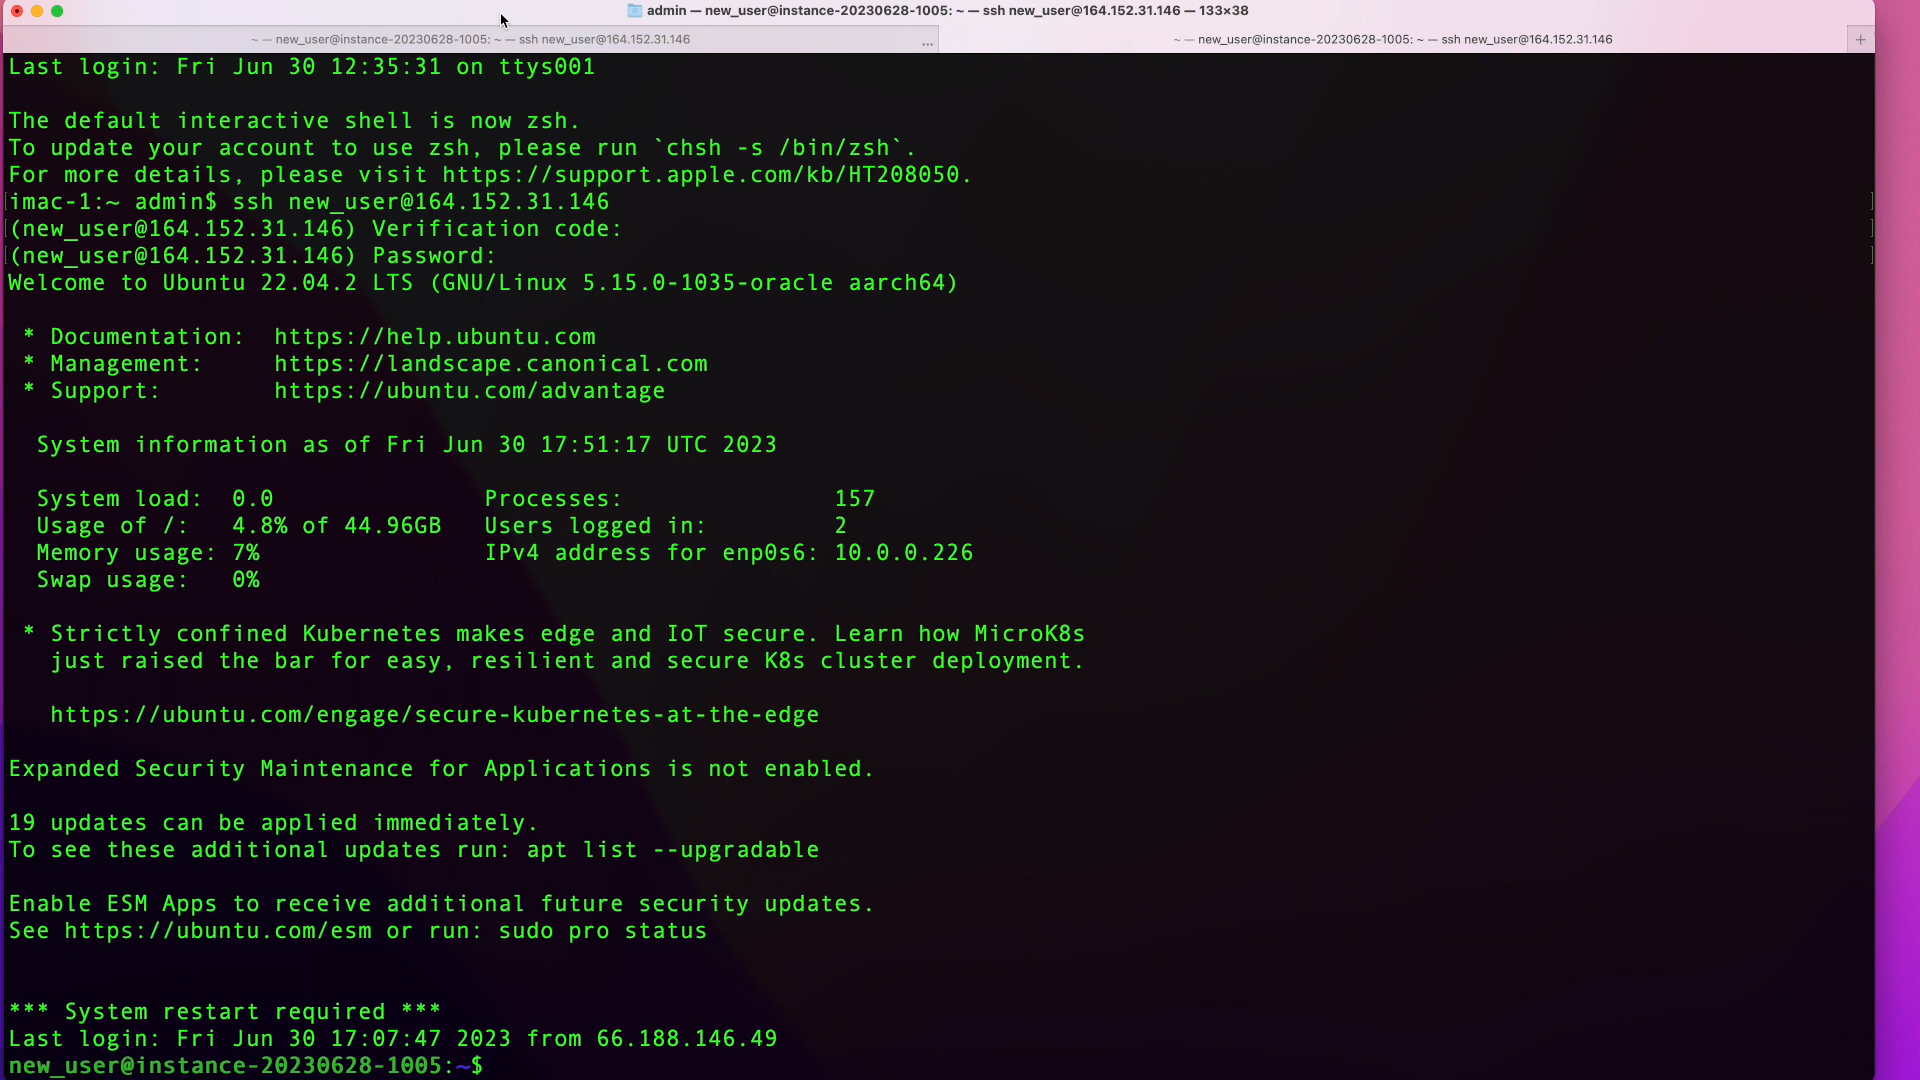 admin — new_user@instance-20230628-1005: ~ — ssh new_user@164.152.31.146 — 133×38
~ — new_user@instance-20230628-1005: ~ — ssh new_user@164.152.31.146 ...
~ — new_user@instance-20230628-1005: ~ — ssh new_user@164.152.31.146 +
Last login: Fri Jun 30 12:35:31 on ttys001
The default interactive shell is now zsh.
To update your account to use zsh, please run `chsh -s /bin/zsh`.
For more details, please visit https://support.apple.com/kb/HT208050.
[imac-1:~ admin$ ssh new_user@164.152.31.146 ]
[(new_user@164.152.31.146) Verification code: ]
[(new_user@164.152.31.146) Password: ]
Welcome to Ubuntu 22.04.2 LTS (GNU/Linux 5.15.0-1035-oracle aarch64)
* Documentation: https://help.ubuntu.com
* Management: https://landscape.canonical.com
* Support: https://ubuntu.com/advantage
System information as of Fri Jun 30 17:51:17 UTC 2023
System load: 0.0 Processes: 157
Usage of /: 4.8% of 44.96GB Users logged in: 2
Memory usage: 7% IPv4 address for enp0s6: 10.0.0.226
Swap usage: 0%
* Strictly confined Kubernetes makes edge and IoT secure. Learn how MicroK8s
just raised the bar for easy, resilient and secure K8s cluster deployment.
https://ubuntu.com/engage/secure-kubernetes-at-the-edge
Expanded Security Maintenance for Applications is not enabled.
19 updates can be applied immediately.
To see these additional updates run: apt list --upgradable
Enable ESM Apps to receive additional future security updates.
See https://ubuntu.com/esm or run: sudo pro status
*** System restart required ***
Last login: Fri Jun 30 17:07:47 2023 from 66.188.146.49
new_user@instance-20230628-1005:~$